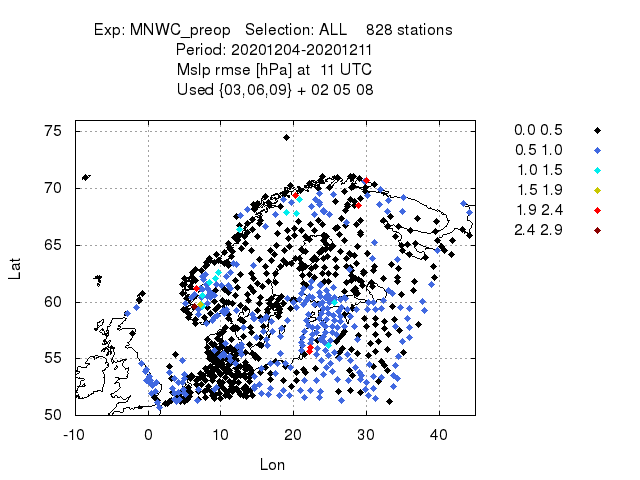 Exp: MNWC_preop Selection: ALL 828 stations
Period: 20201204-20201211
Mslp rmse [hPa] at 11 UTC
Used {03,06,09} + 02 05 08
0.0 0.5
0.5 1.0
1.0 1.5
1.5 1.9
1.9 2.4
2.4 2.9
75
70
65
60
55
50
Lat
-10 0 10 20 30 40
Lon